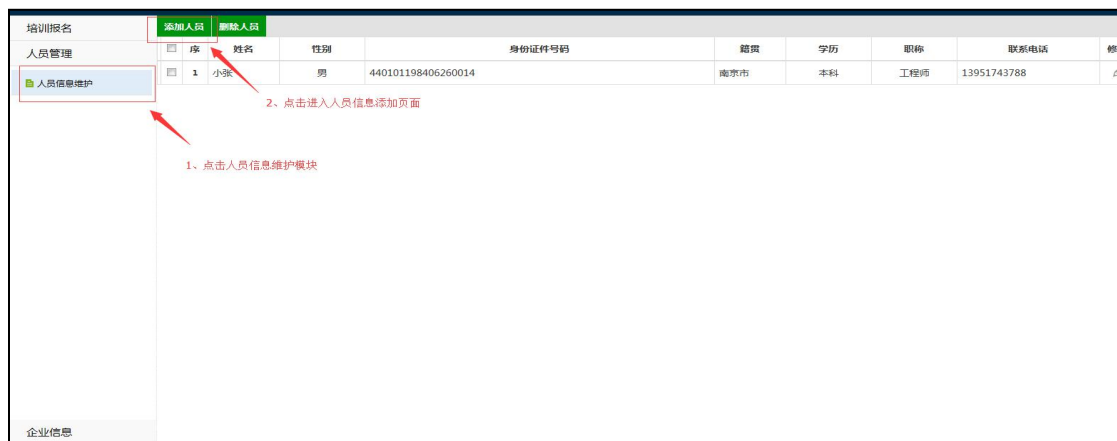 培训报名
添加人员 删除人员
人员管理
序 姓名 性别 身份证件号码 籍贯 学历 职称 联系电话 修
人员信息维护
1 小张 男 440101198406260014 南京市 本科 工程师 13951743788
2、点击进入人员信息添加页面
1、点击人员信息维护模块
企业信息